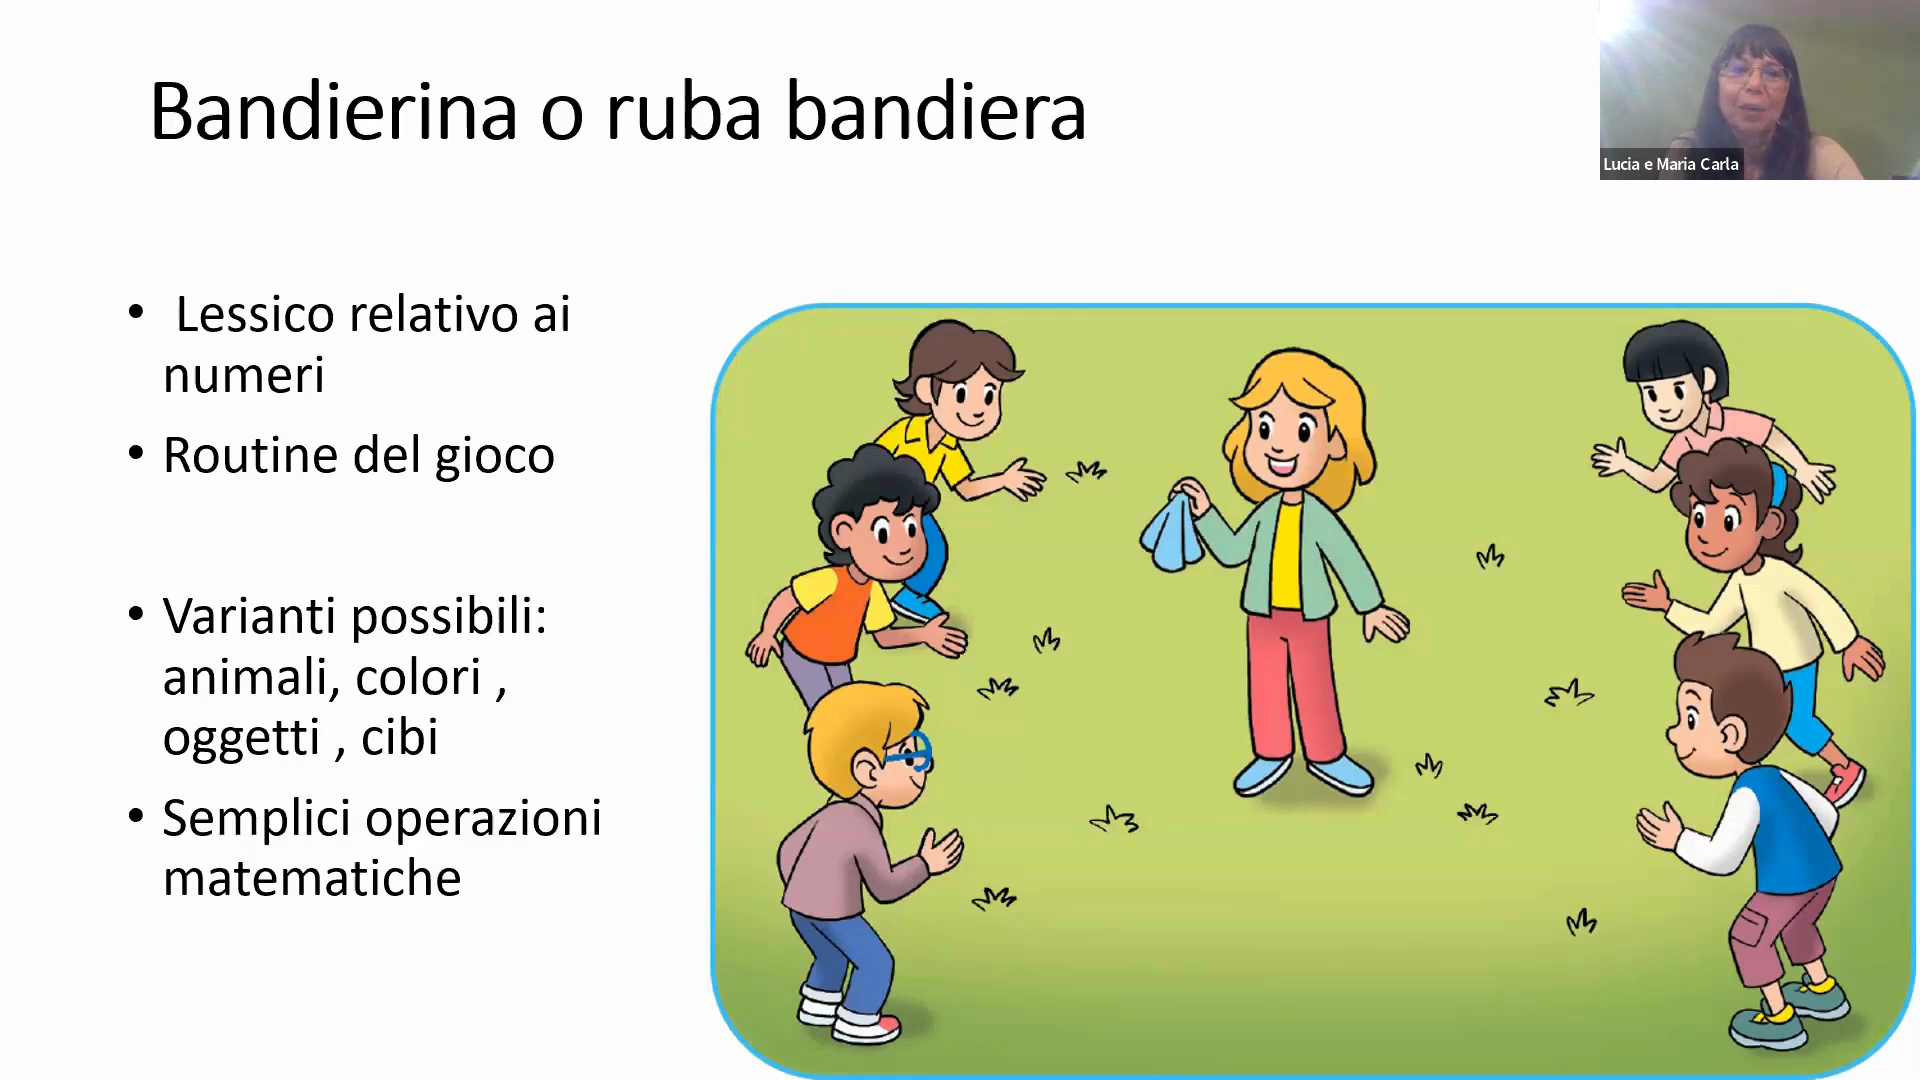 Bandierina o ruba bandiera
Lucia e Maria Carla
• Lessico relativo ai
numeri
• Routine del gioco
• Varianti possibili:
animali, colori ,
oggetti , cibi
• Semplici operazioni
matematiche